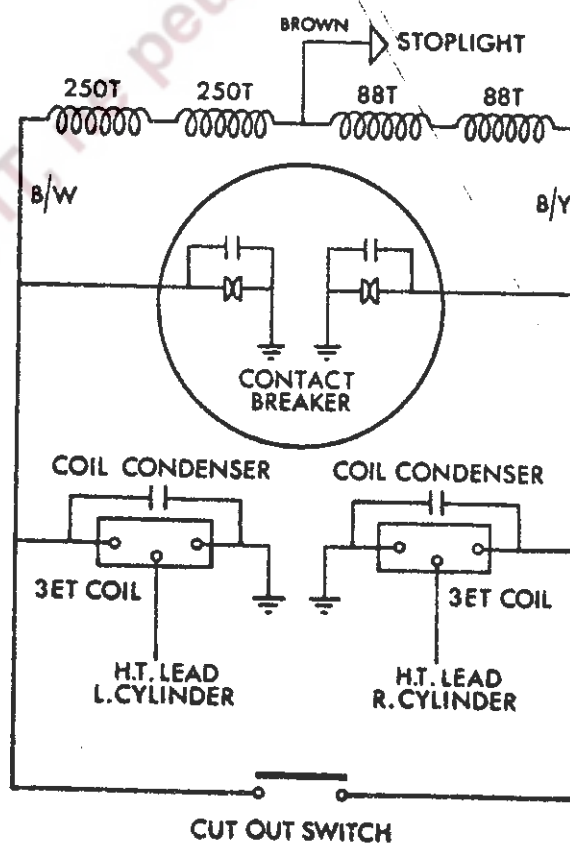 BROWN
STOPLIGHT
250T 250T 88T 88T
B/W
B/Y
CONTACT
BREAKER
COIL CONDENSER
COIL CONDENSER
3ET COIL
3ET COIL
H.T. LEAD
L.CYLINDER
H.T. LEAD
R.CYLINDER
CUT OUT SWITCH